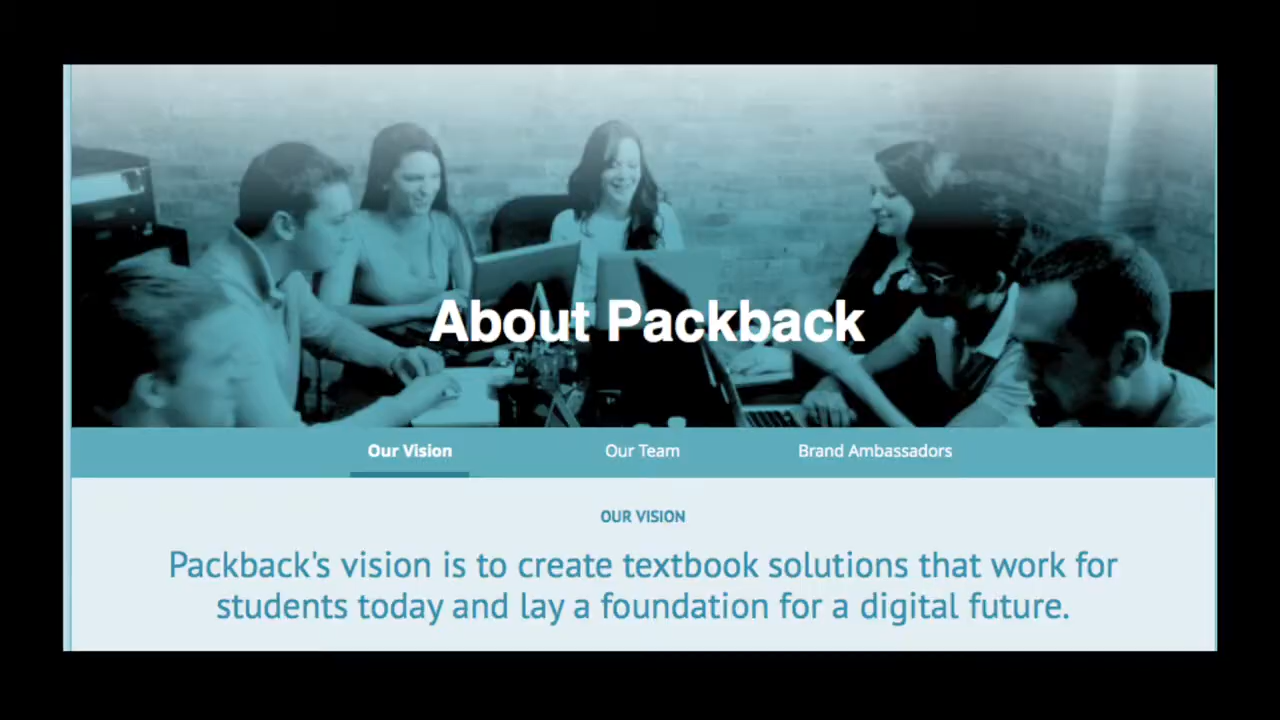 About Packback
Our Vision
Our Team
Brand Ambassadors
OUR VISION
Packback's vision is to create textbook solutions that work for
students today and lay a foundation for a digital future.